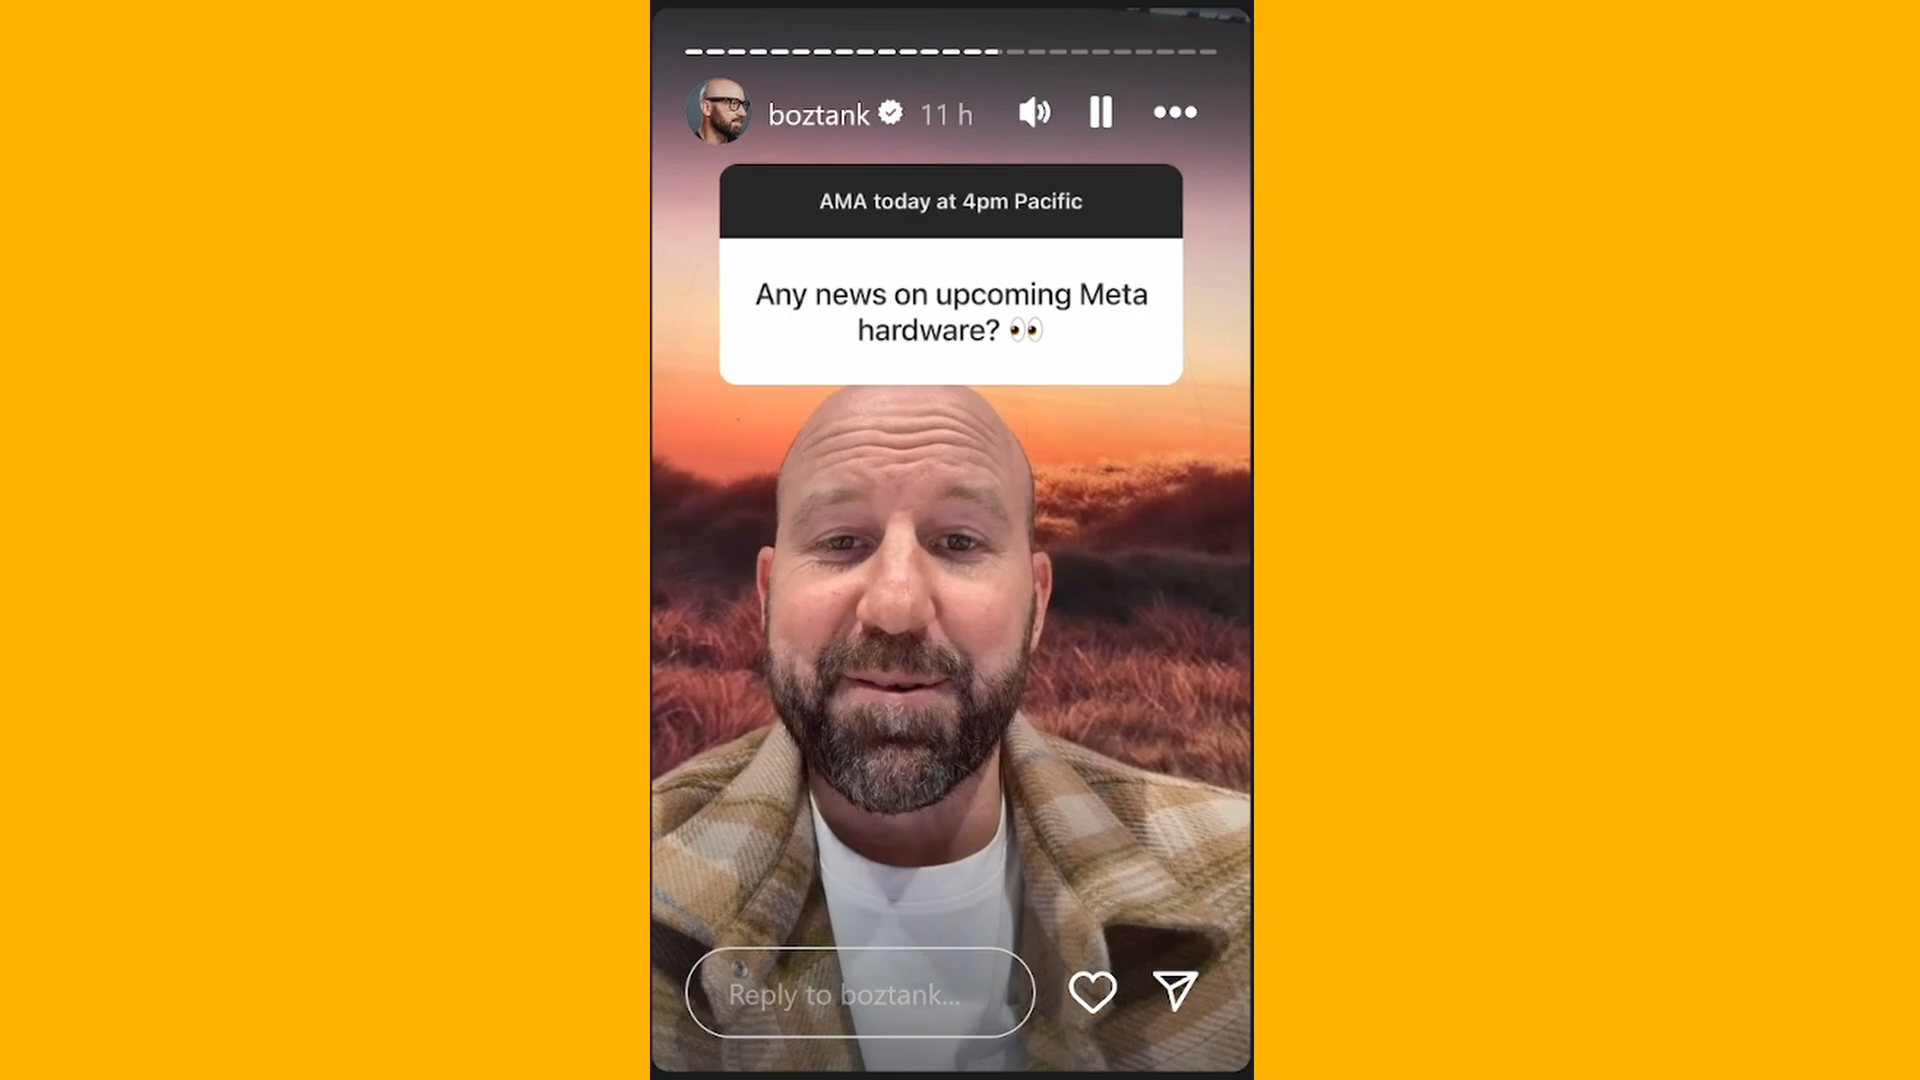 boztank 11 h
AMA today at 4pm Pacific
Any news on upcoming Meta
hardware? 👀
Reply to boztank...